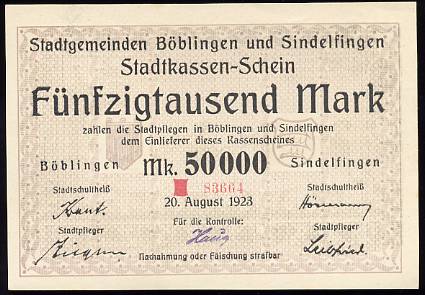 Stadtgemeinden Böblingen und Sindelfingen
Stadtkassen-Schein
Fünfzigtausend Mark
zahlen die Stadtpflegen in Böblingen und Sindelfingen
dem Einlieferer dieses Kassenscheines
Böblingen Mk. 50000 Sindelfingen
Stadtschultheiß 83664 Stadtschultheiß
20. August 1923
Für die Kontrolle:
Stadtpfleger Stadtpfleger
Nachahmung oder Fälschung strafbar